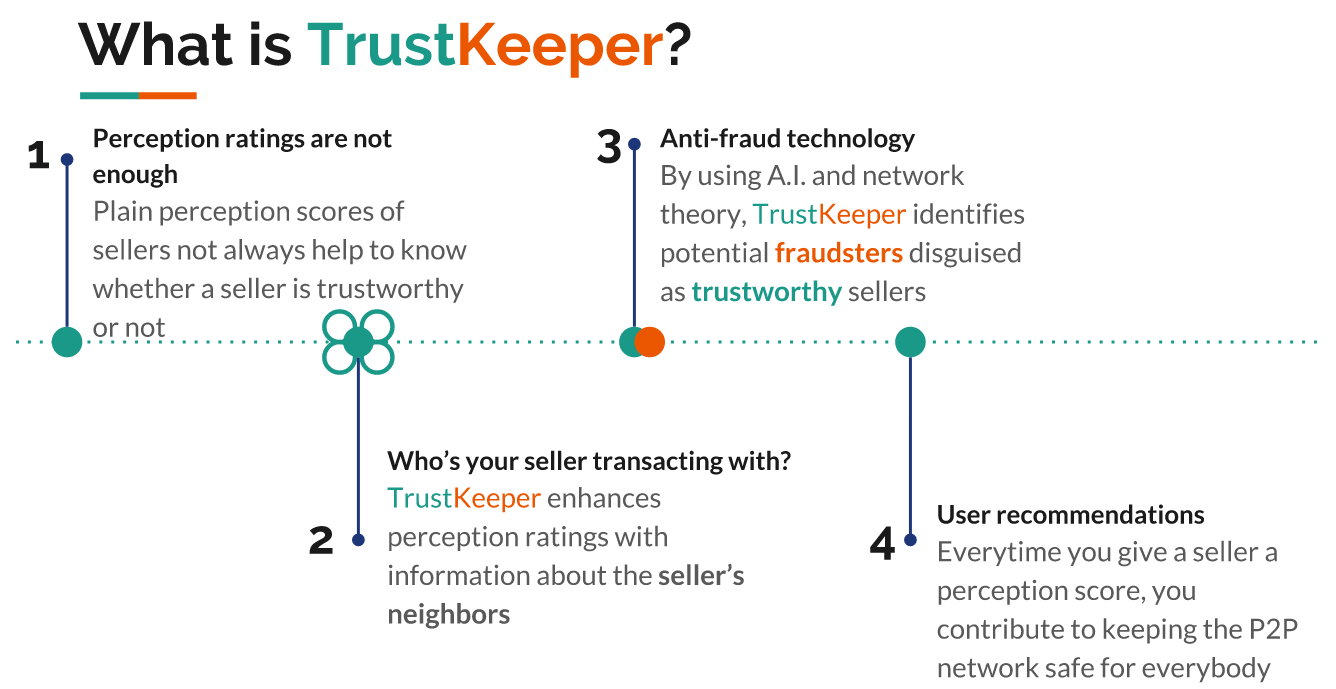 What is TrustKeeper?
1
Perception ratings are not
enough
Plain perception scores of
sellers not always help to know
whether a seller is trustworthy
or not
2
Who’s your seller transacting with?
TrustKeeper enhances
perception ratings with
information about the seller’s
neighbors
3
Anti-fraud technology
By using A.I. and network
theory, TrustKeeper identifies
potential fraudsters disguised
as trustworthy sellers
4
User recommendations
Everytime you give a seller a
perception score, you
contribute to keeping the P2P
network safe for everybody